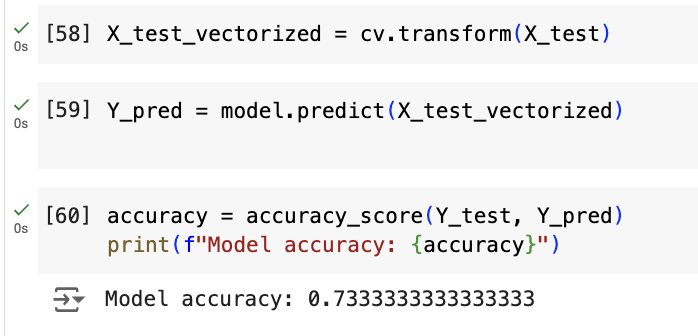 [58] X_test_vectorized = cv.transform(X_test)
0s
[59] Y_pred = model.predict(X_test_vectorized)
0s
[60] accuracy = accuracy_score(Y_test, Y_pred)
0s
print(f"Model accuracy: {accuracy}")
Model accuracy: 0.7333333333333333